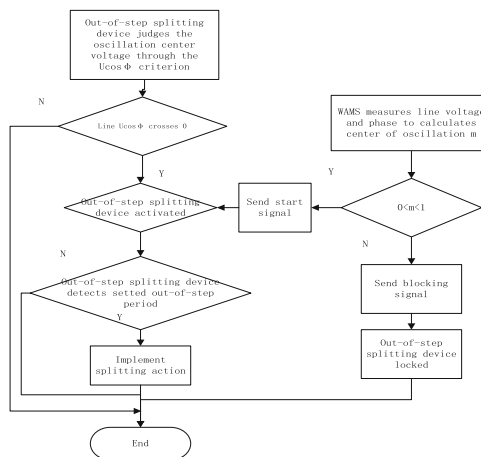 Out-of-step splitting
device judges the
oscillation center
voltage through the
UcosΦ criterion
N
Line UcosΦ crosses 0
WAMS measures line voltage
and phase to calculates
center of oscillation m
Y
Y
Out-of-step splitting
device activated
Send start
signal
0<m<1
N
N
Out-of-step splitting device
detects setted out-of-step
period
Y
Send blocking
signal
Implement
splitting action
Out-of-step
splitting device
locked
End